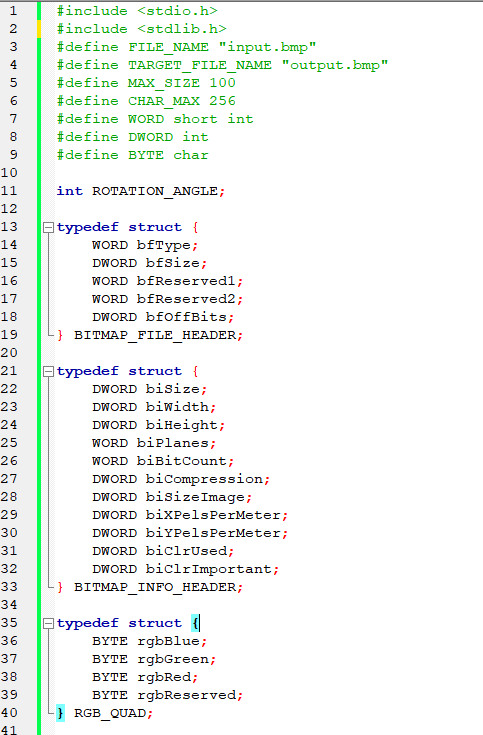 1 #include <stdio.h>
2 #include <stdlib.h>
3 #define FILE_NAME "input.bmp"
4 #define TARGET_FILE_NAME "output.bmp"
5 #define MAX_SIZE 100
6 #define CHAR_MAX 256
7 #define WORD short int
8 #define DWORD int
9 #define BYTE char
10
11 int ROTATION_ANGLE;
12
13 typedef struct {
14     WORD bfType;
15     DWORD bfSize;
16     WORD bfReserved1;
17     WORD bfReserved2;
18     DWORD bfOffBits;
19 } BITMAP_FILE_HEADER;
20
21 typedef struct {
22     DWORD biSize;
23     DWORD biWidth;
24     DWORD biHeight;
25     WORD biPlanes;
26     WORD biBitCount;
27     DWORD biCompression;
28     DWORD biSizeImage;
29     DWORD biXPelsPerMeter;
30     DWORD biYPelsPerMeter;
31     DWORD biClrUsed;
32     DWORD biClrImportant;
33 } BITMAP_INFO_HEADER;
34
35 typedef struct {
36     BYTE rgbBlue;
37     BYTE rgbGreen;
38     BYTE rgbRed;
39     BYTE rgbReserved;
40 } RGB_QUAD;
41